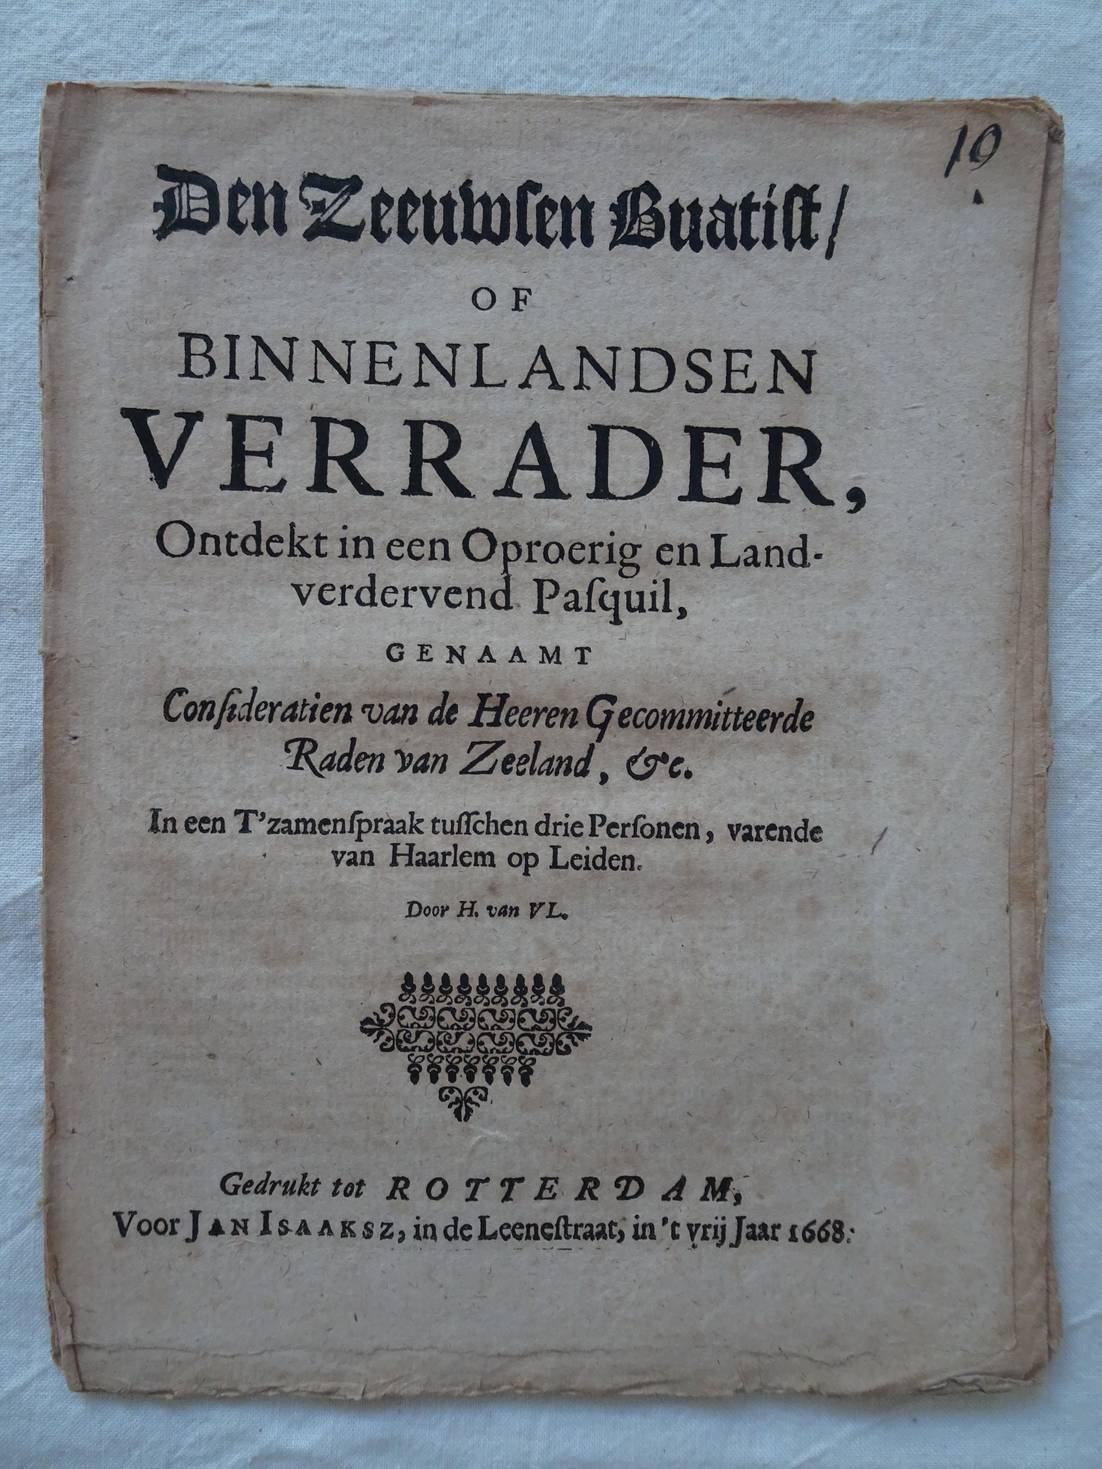 10
Den Zeeuwſen Buatiſt/
OF
BINNENLANDSEN
VERRADER,
Ontdekt in een Oproerig en Land-
verdervend Paſquil,
GENAAMT
Conſideratien van de Heeren Gecommitteerde
Raden van Zeeland, &c.
In een T'zamenſpraak tuſſchen drie Perſonen, varende
van Haarlem op Leiden.
Door H. van VL.
Gedrukt tot ROTTERDAM,
Voor JAN ISAAKSZ, in de Leeneſtraat, in 't vrij Jaar 1668.